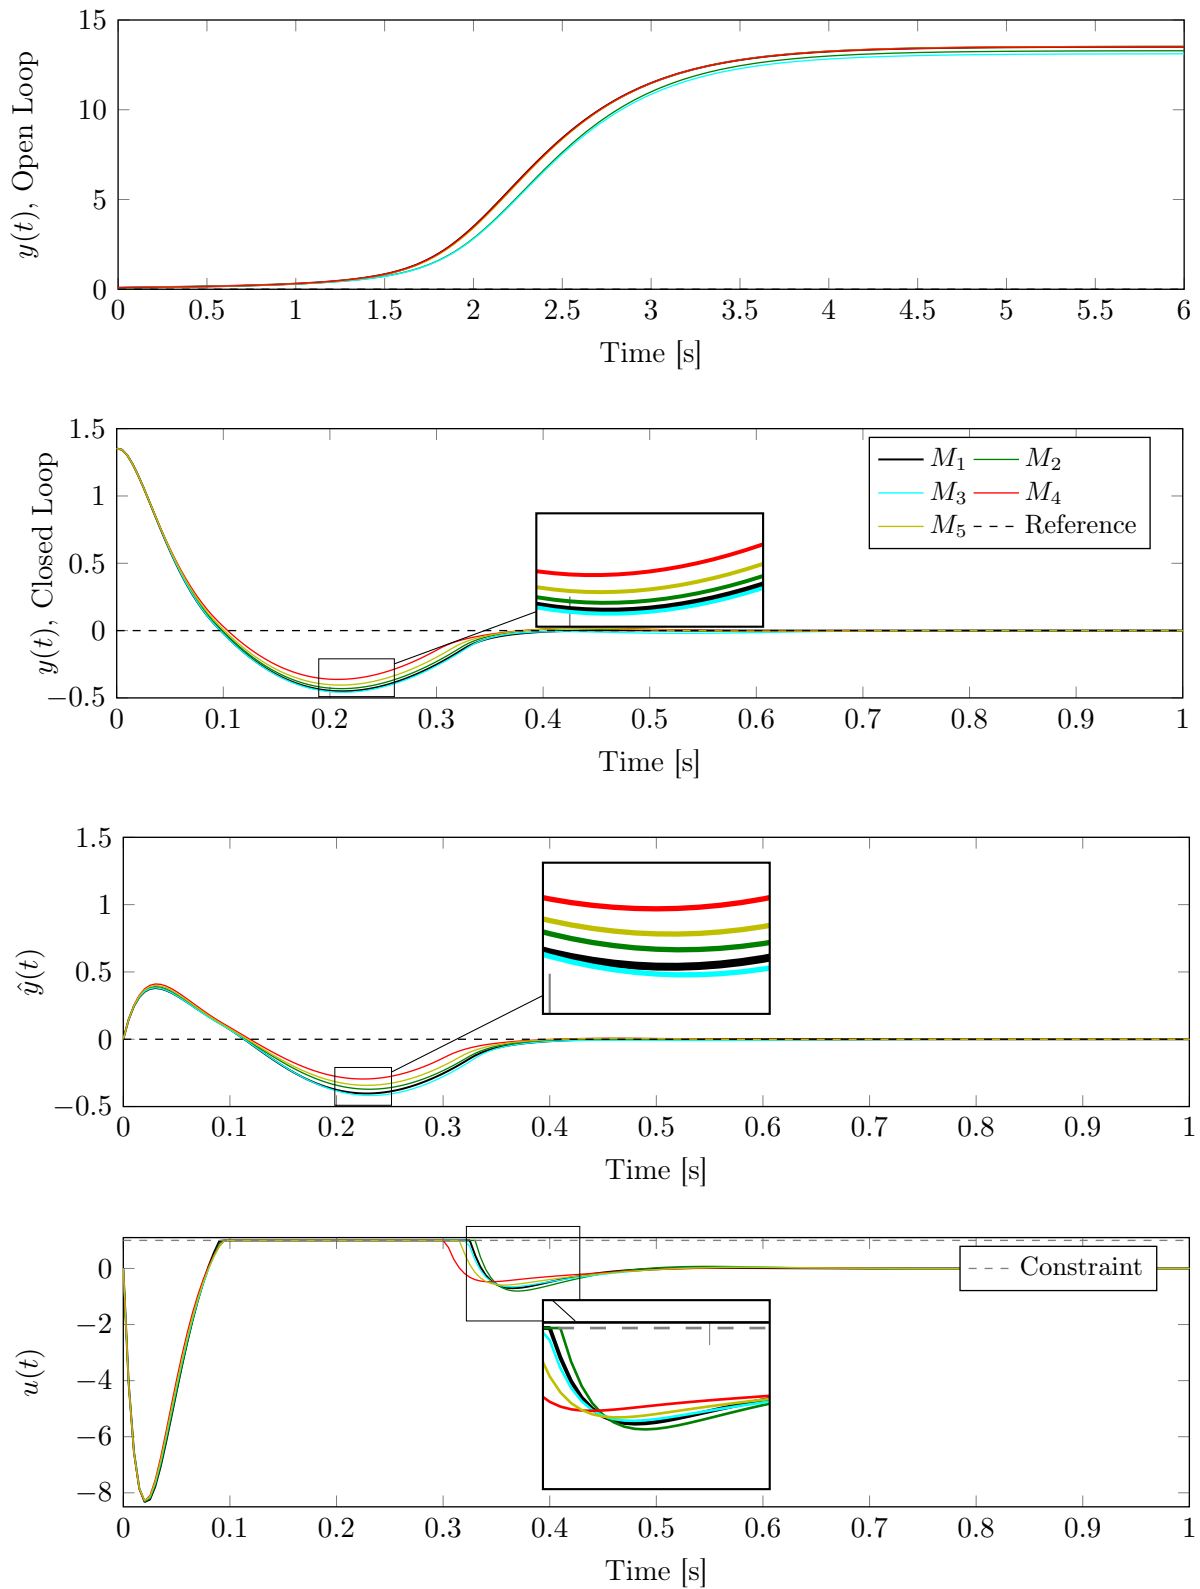 15
10
5
0
y(t), Open Loop
0 0.5 1 1.5 2 2.5 3 3.5 4 4.5 5 5.5 6
Time [s]
1.5
1
0.5
0
−0.5
y(t), Closed Loop
M₁ M₂
M₃ M₄
M₅ Reference
0 0.1 0.2 0.3 0.4 0.5 0.6 0.7 0.8 0.9 1
Time [s]
1.5
1
0.5
0
−0.5
ŷ(t)
0 0.1 0.2 0.3 0.4 0.5 0.6 0.7 0.8 0.9 1
Time [s]
0
−2
−4
−6
−8
u(t)
Constraint
0 0.1 0.2 0.3 0.4 0.5 0.6 0.7 0.8 0.9 1
Time [s]